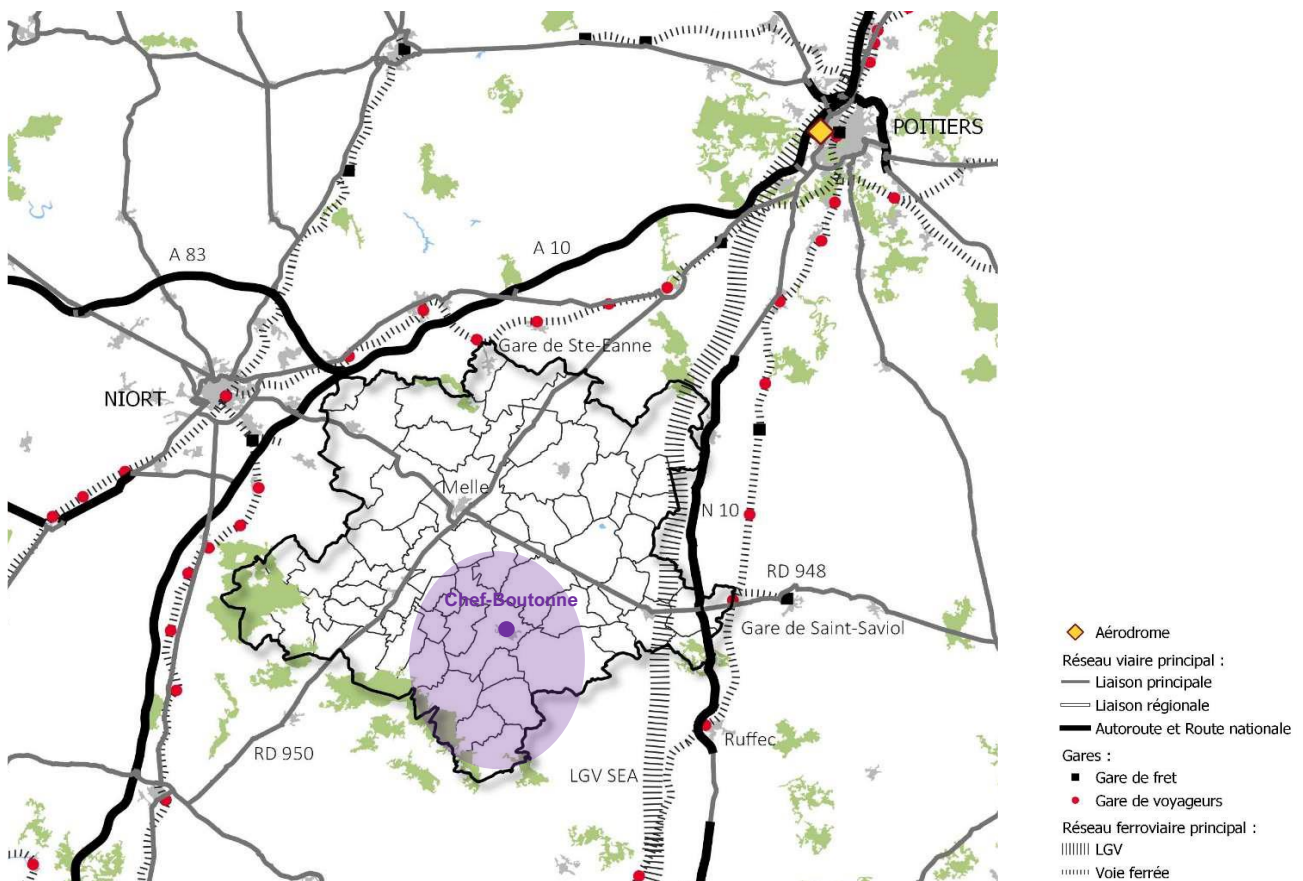 POITIERS
A 10
A 83
Gare de Ste-Eanne
NIORT
Melle
N 10
RD 948
Chef-Boutonne
Gare de Saint-Saviol
Ruffec
RD 950
LGV SEA
Aérodrome
Réseau viaire principal :
Liaison principale
Liaison régionale
Autoroute et Route nationale
Gares :
Gare de fret
Gare de voyageurs
Réseau ferroviaire principal :
LGV
Voie ferrée